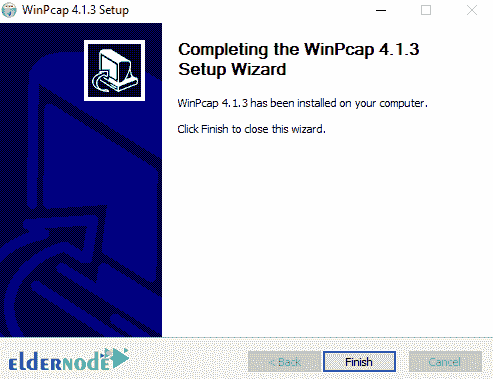 WinPcap 4.1.3 Setup
Completing the WinPcap 4.1.3
Setup Wizard
WinPcap 4.1.3 has been installed on your computer.
Click Finish to close this wizard.
eLDERNODE
< Back
Finish
Cancel